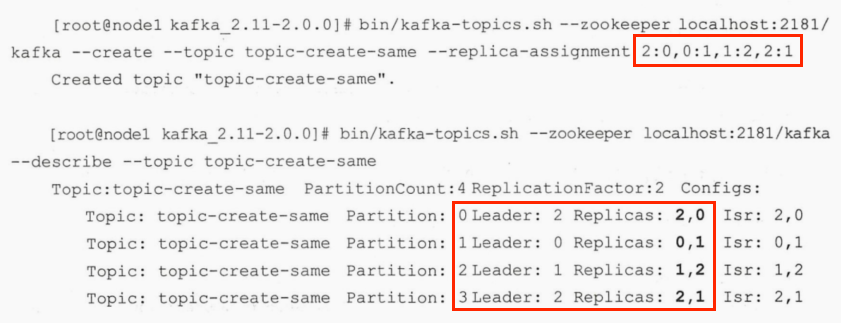 [root@node1 kafka_2.11-2.0.0]# bin/kafka-topics.sh --zookeeper localhost:2181/
kafka --create --topic topic-create-same --replica-assignment 2:0,0:1,1:2,2:1
Created topic "topic-create-same".
[root@node1 kafka_2.11-2.0.0]# bin/kafka-topics.sh --zookeeper localhost:2181/kafka
--describe --topic topic-create-same
Topic:topic-create-same PartitionCount:4 ReplicationFactor:2 Configs:
Topic: topic-create-same Partition: 0 Leader: 2 Replicas: 2,0 Isr: 2,0
Topic: topic-create-same Partition: 1 Leader: 0 Replicas: 0,1 Isr: 0,1
Topic: topic-create-same Partition: 2 Leader: 1 Replicas: 1,2 Isr: 1,2
Topic: topic-create-same Partition: 3 Leader: 2 Replicas: 2,1 Isr: 2,1